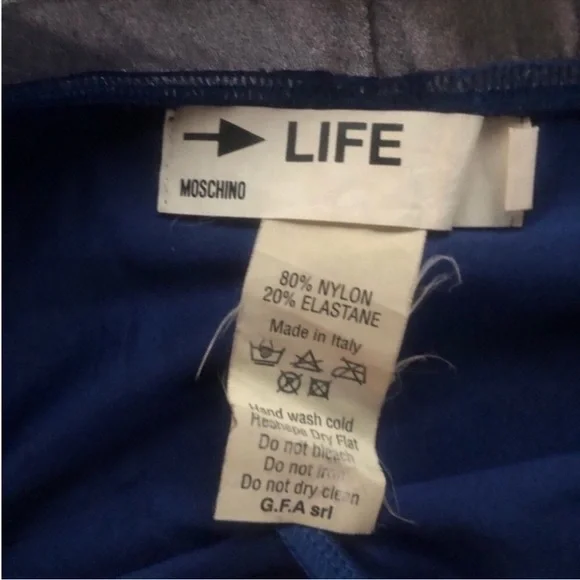 LIFE
MOSCHINO
80% NYLON
20% ELASTANE
Made in Italy
Hand wash cold
Reshape Dry Flat
Do not bleach
Do not iron
Do not dry clean
G.F.A srl